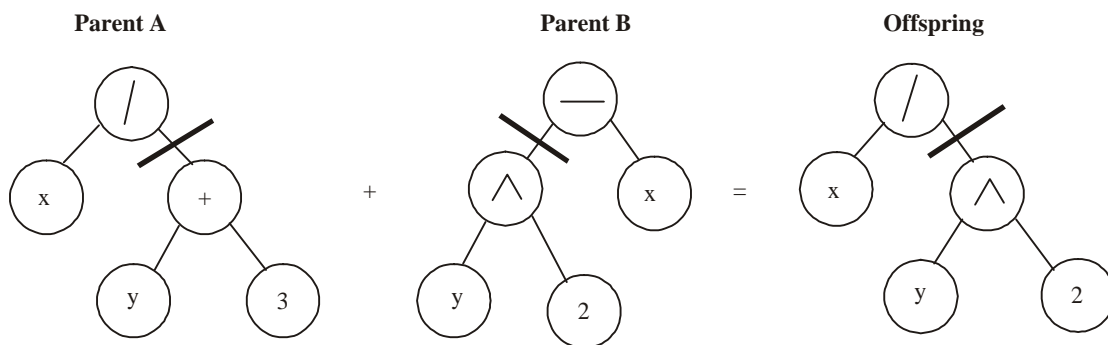 Parent A Parent B Offspring
/ — /
x + + ^ x = x ^
y 3 y 2 y 2